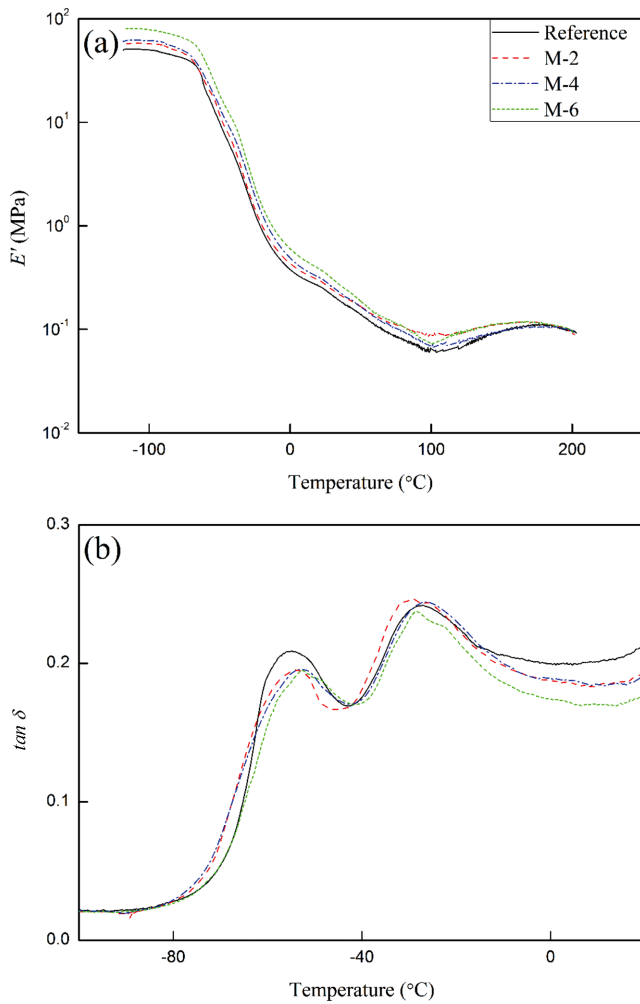 (a)
Reference
M-2
M-4
M-6
10²
10¹
10⁰
10⁻¹
10⁻²
E' (MPa)
-100 0 100 200
Temperature (°C)
(b)
0.3
0.2
0.1
0.0
tan δ
-80 -40 0
Temperature (°C)